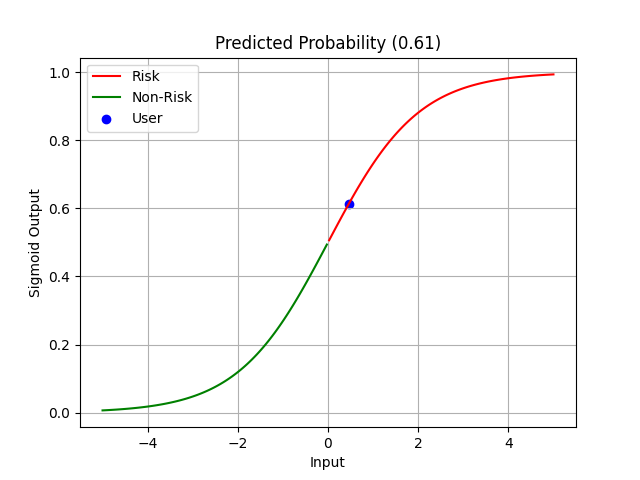 Predicted Probability (0.61)
Risk
Non-Risk
User
Sigmoid Output
1.0
0.8
0.6
0.4
0.2
0.0
−4
−2
0
2
4
Input